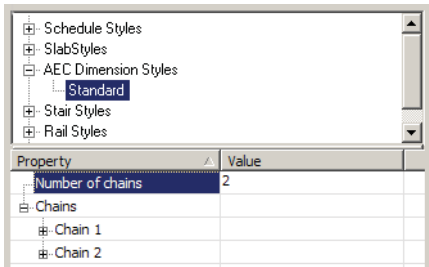 Schedule Styles
SlabStyles
AEC Dimension Styles
Standard
Stair Styles
Rail Styles
Property Value
Number of chains 2
Chains
Chain 1
Chain 2